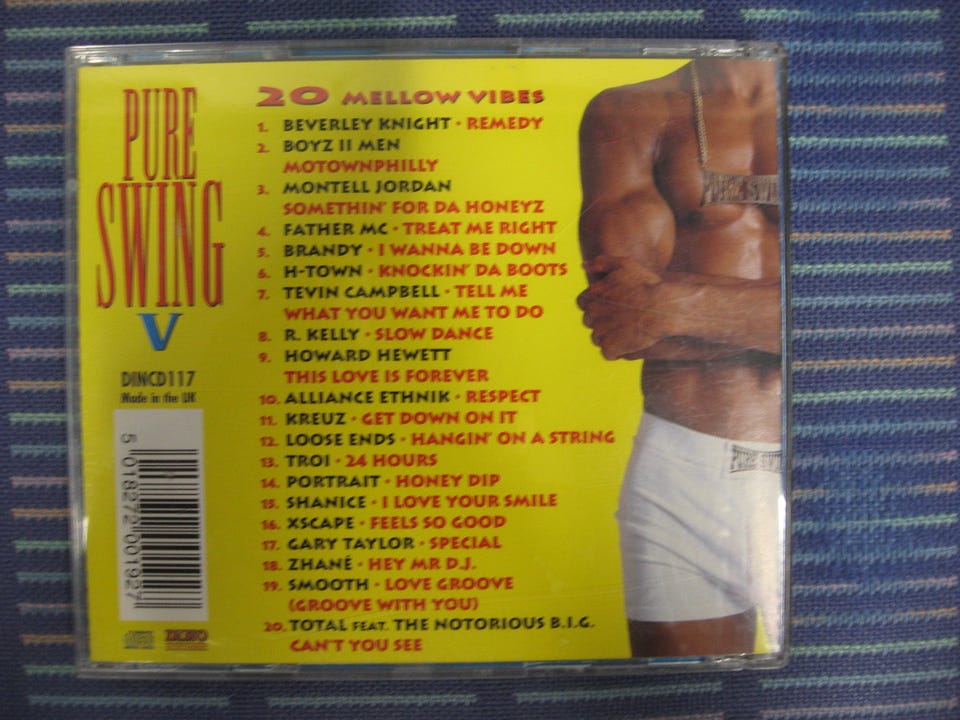 PURE
SWING
V
DINCD117
Made in the UK
5 018272 001927
20 MELLOW VIBES
1. BEVERLEY KNIGHT · REMEDY
2. BOYZ II MEN
MOTOWNPHILLY
3. MONTELL JORDAN
SOMETHIN' FOR DA HONEYZ
4. FATHER MC · TREAT ME RIGHT
5. BRANDY · I WANNA BE DOWN
6. H-TOWN · KNOCKIN' DA BOOTS
7. TEVIN CAMPBELL · TELL ME
WHAT YOU WANT ME TO DO
8. R. KELLY · SLOW DANCE
9. HOWARD HEWETT
THIS LOVE IS FOREVER
10. ALLIANCE ETHNIK · RESPECT
11. KREUZ · GET DOWN ON IT
12. LOOSE ENDS · HANGIN' ON A STRING
13. TROI · 24 HOURS
14. PORTRAIT · HONEY DIP
15. SHANICE · I LOVE YOUR SMILE
16. XSCAPE · FEELS SO GOOD
17. GARY TAYLOR · SPECIAL
18. ZHANÉ · HEY MR D.J.
19. SMOOTH · LOVE GROOVE
(GROOVE WITH YOU)
20. TOTAL FEAT. THE NOTORIOUS B.I.G.
CAN'T YOU SEE
PURE SWIN
PURE SWI